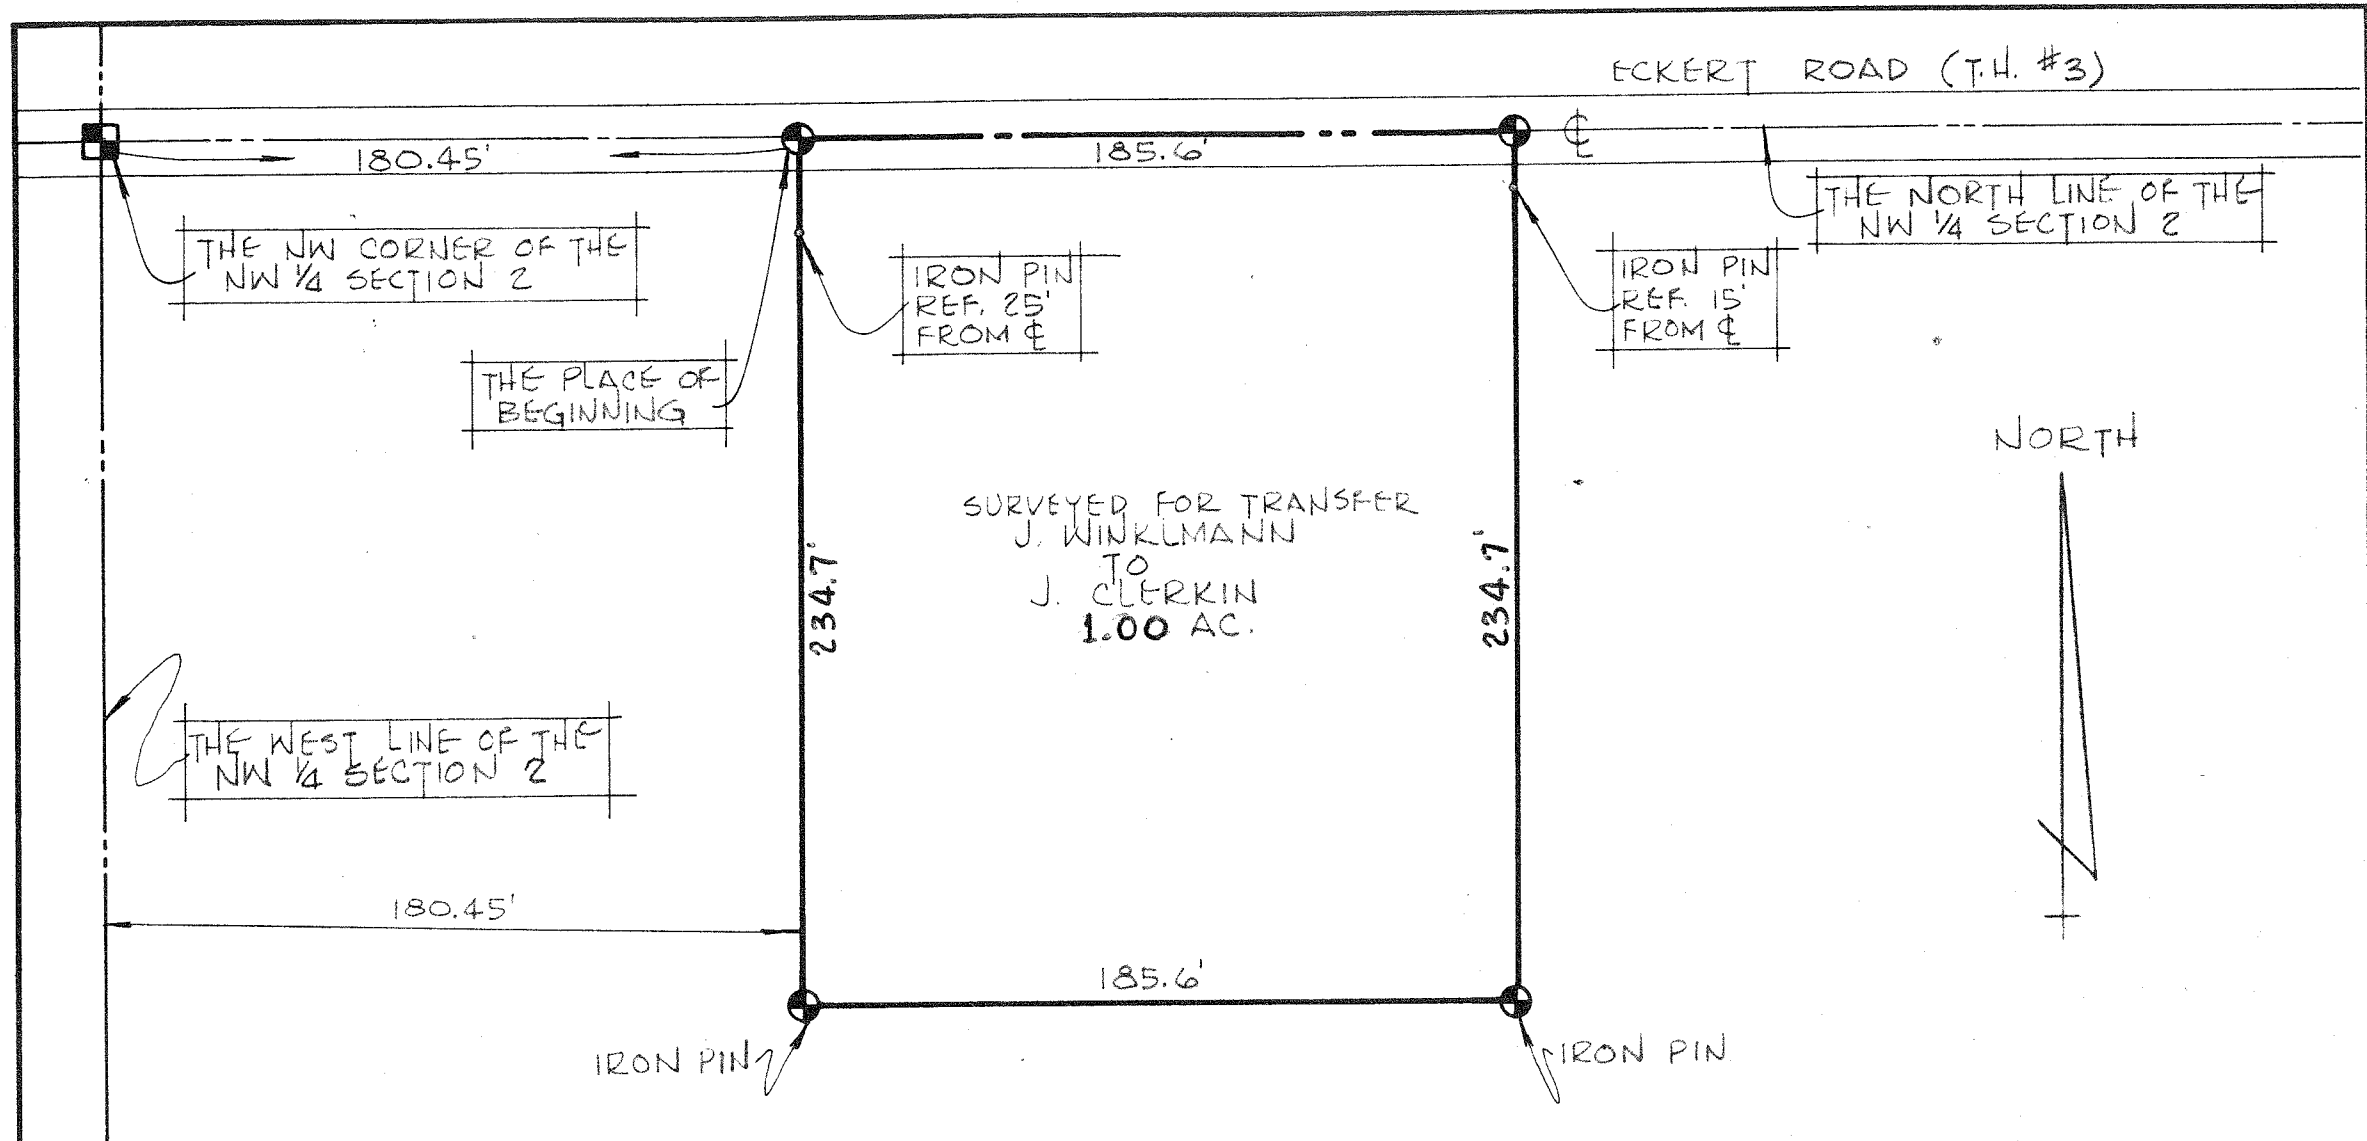 ECKERT ROAD (T.H. #3)
180.45'
185.6'
℄
THE NORTH LINE OF THE
NW ¼ SECTION 2
THE NW CORNER OF THE
NW ¼ SECTION 2
IRON PIN
REF. 25'
FROM ℄
IRON PIN
REF. 15'
FROM ℄
THE PLACE OF
BEGINNING
NORTH
SURVEYED FOR TRANSFER
J. WINKLMANN
TO
J. CLERKIN
1.00 AC.
234.7'
234.7'
THE WEST LINE OF THE
NW ¼ SECTION 2
180.45'
185.6'
IRON PIN
IRON PIN